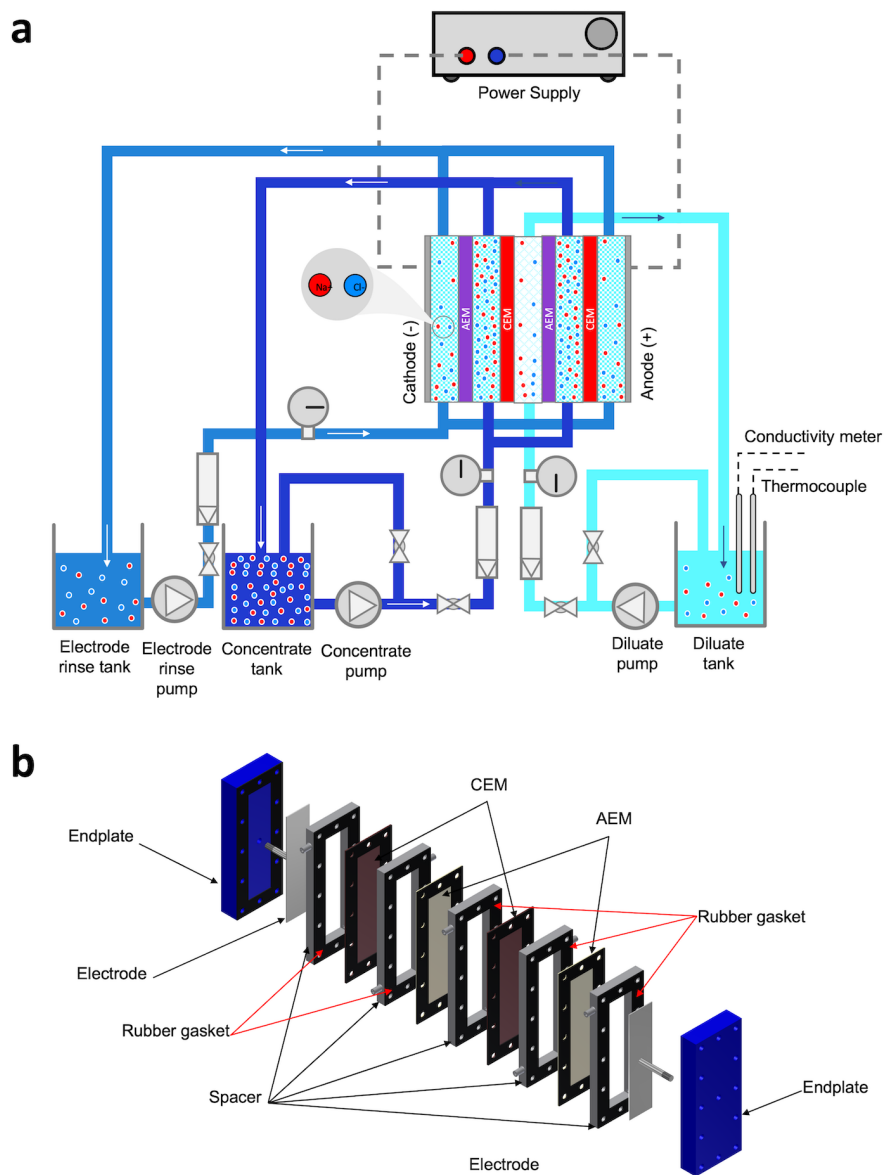 a
Power Supply
Na+
Cl-
AEM
CEM
AEM
CEM
Cathode (-)
Anode (+)
Conductivity meter
Thermocouple
Electrode
rinse tank
Electrode
rinse
pump
Concentrate
tank
Concentrate
pump
Diluate
pump
Diluate
tank
b
CEM
AEM
Endplate
Rubber gasket
Electrode
Rubber gasket
Spacer
Endplate
Electrode